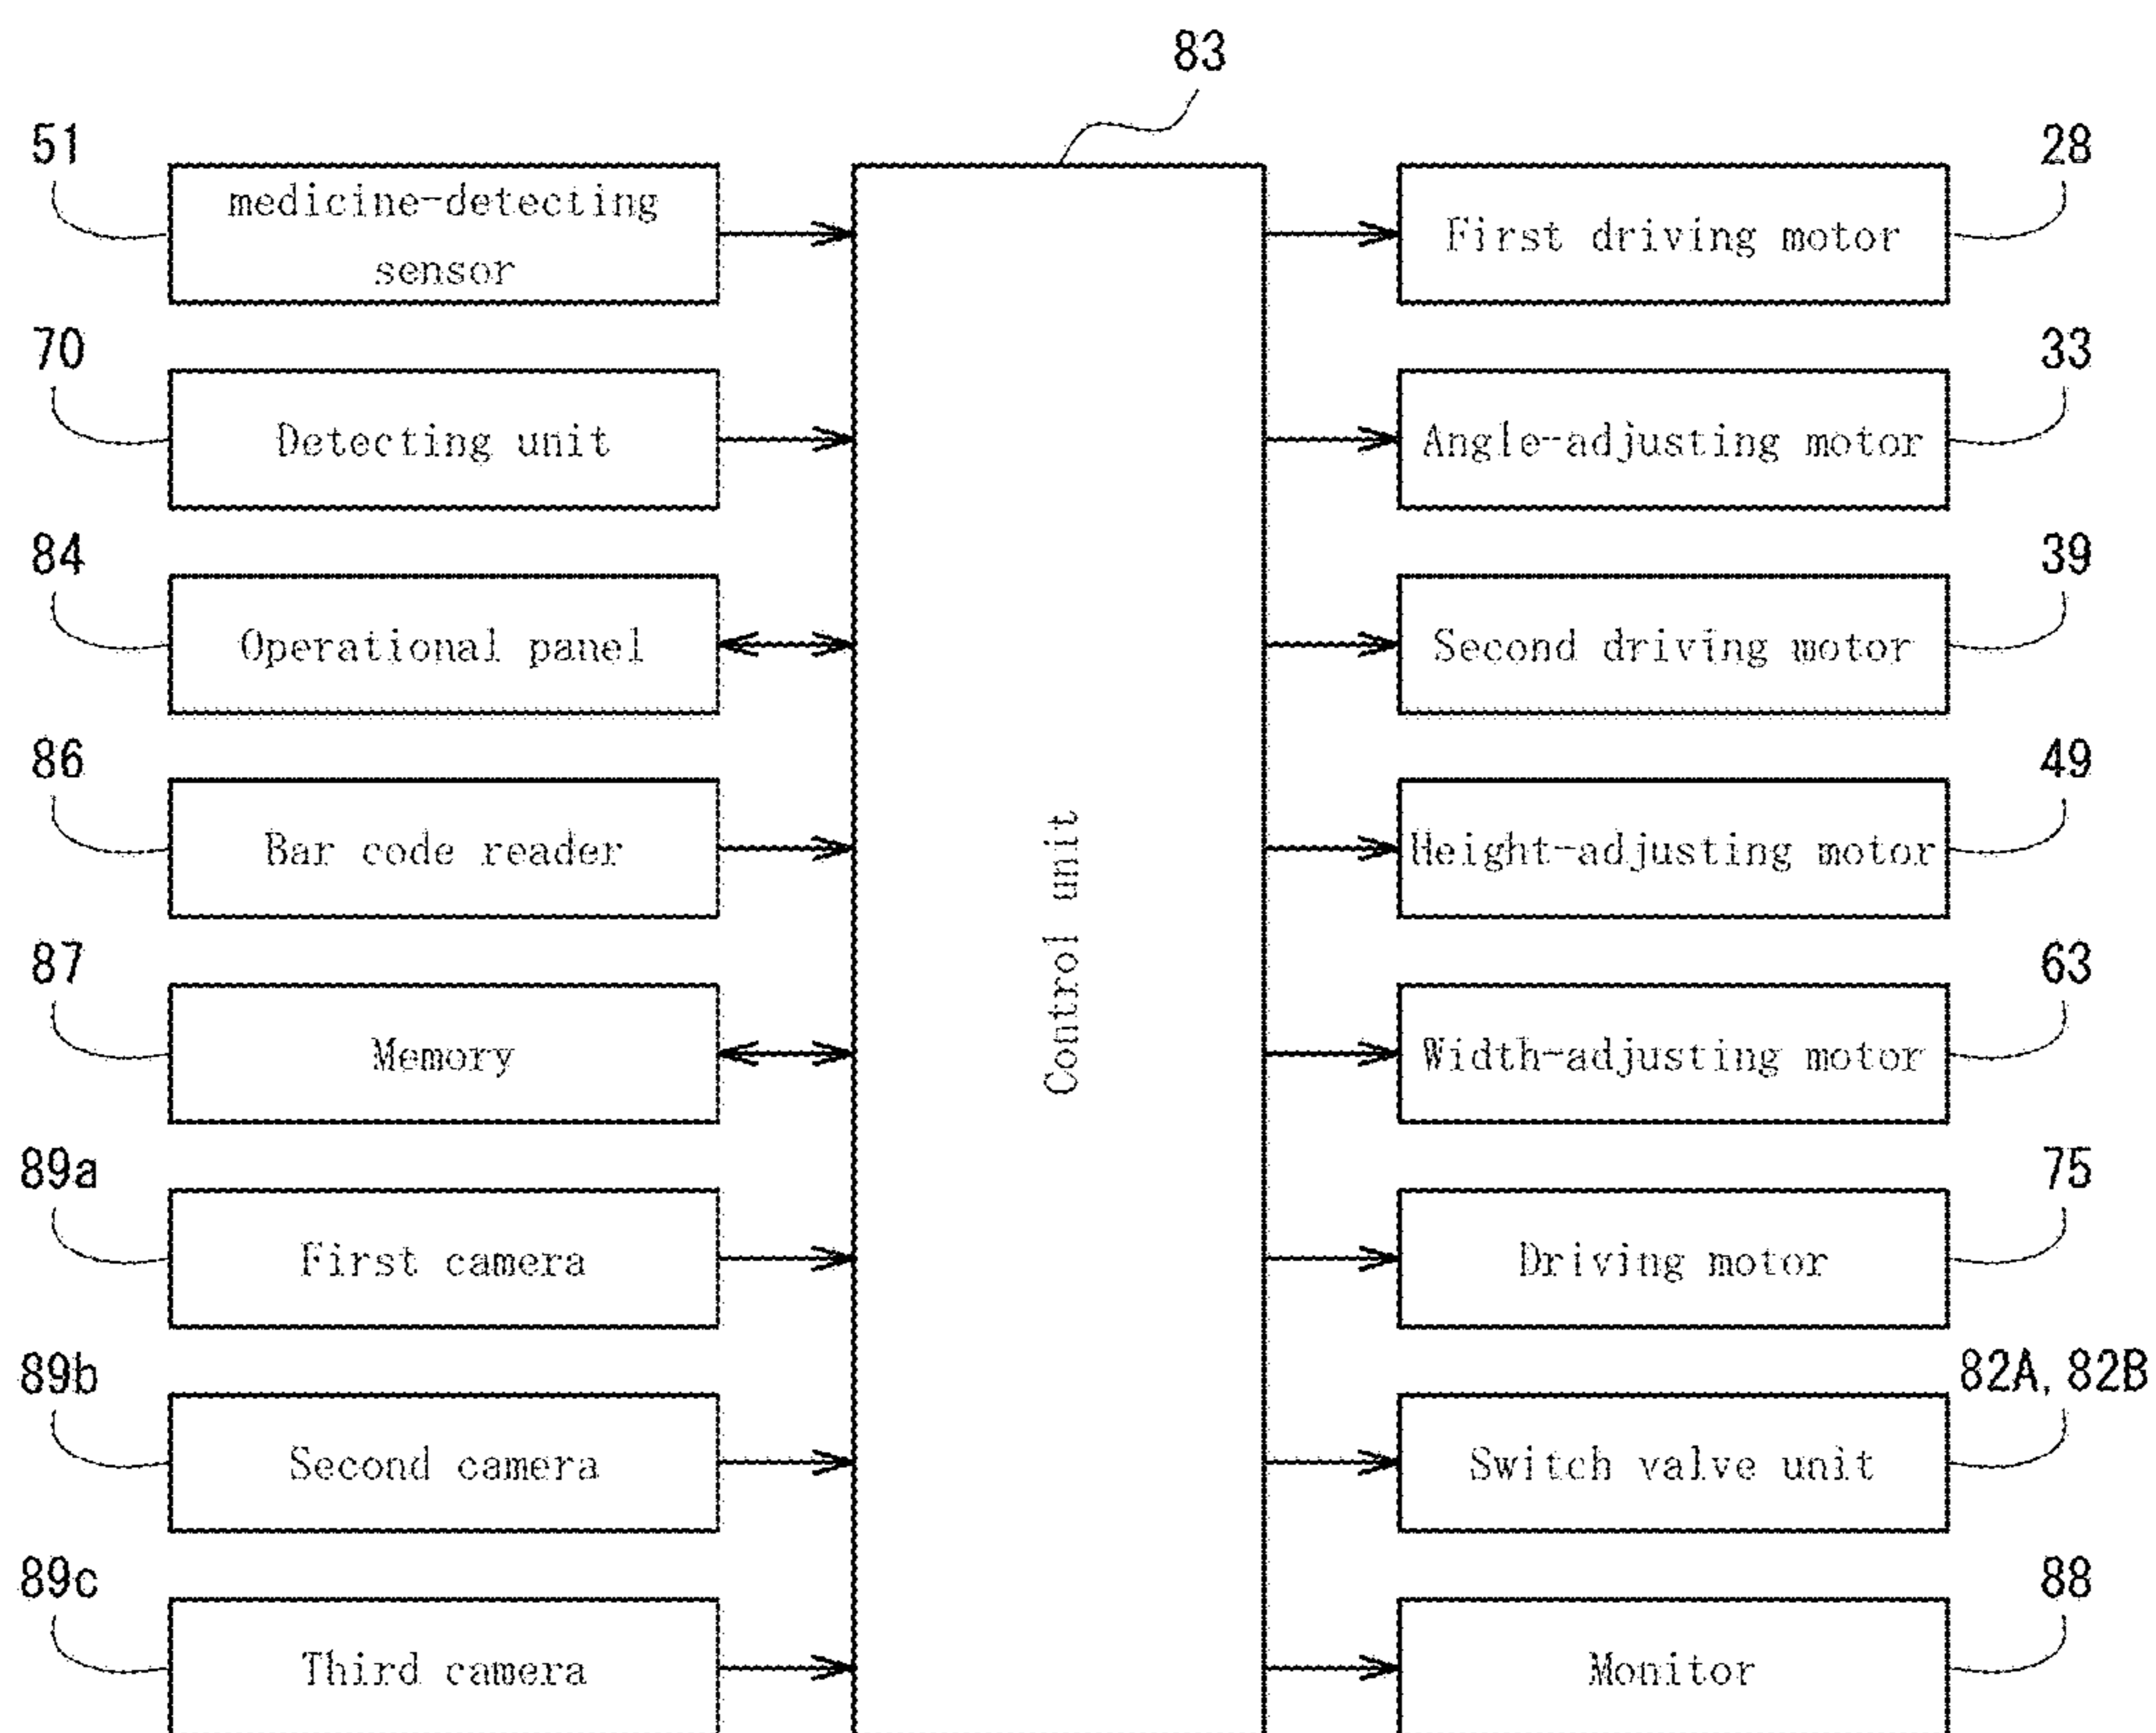 83
51
medicine-detecting
sensor
28
First driving motor
70
Detecting unit
33
Angle-adjusting motor
84
Operational panel
39
Second driving motor
86
Bar code reader
49
Height-adjusting motor
Control unit
87
Memory
63
Width-adjusting motor
89a
First camera
75
Driving motor
89b
Second camera
82A, 82B
Switch valve unit
89c
Third camera
88
Monitor